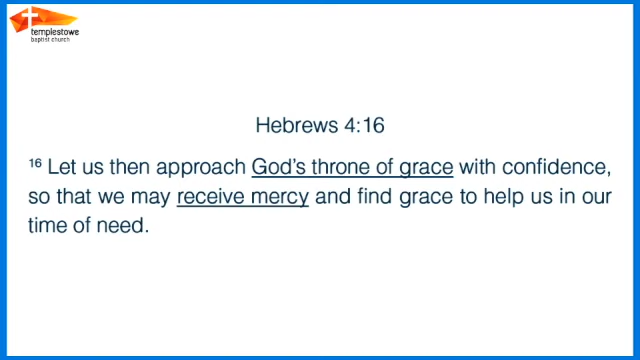 templestowe
baptist church
Hebrews 4:16
16 Let us then approach God's throne of grace with confidence,
so that we may receive mercy and find grace to help us in our
time of need.